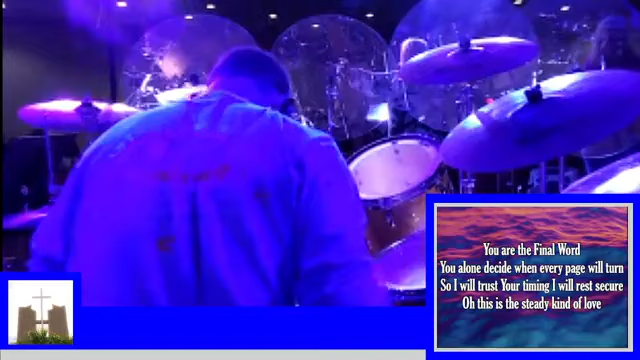 You are the Final Word
You alone decide when every page will turn
So I will trust Your timing I will rest secure
Oh this is the steady kind of love